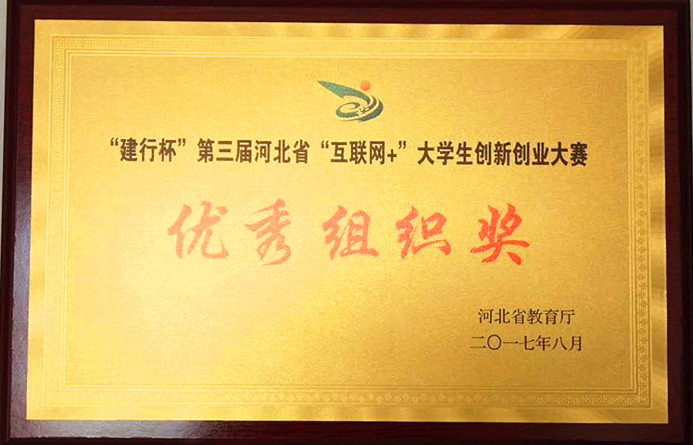 “建行杯”第三届河北省“互联网+”大学生创新创业大赛
优秀组织奖
河北省教育厅
二〇一七年八月